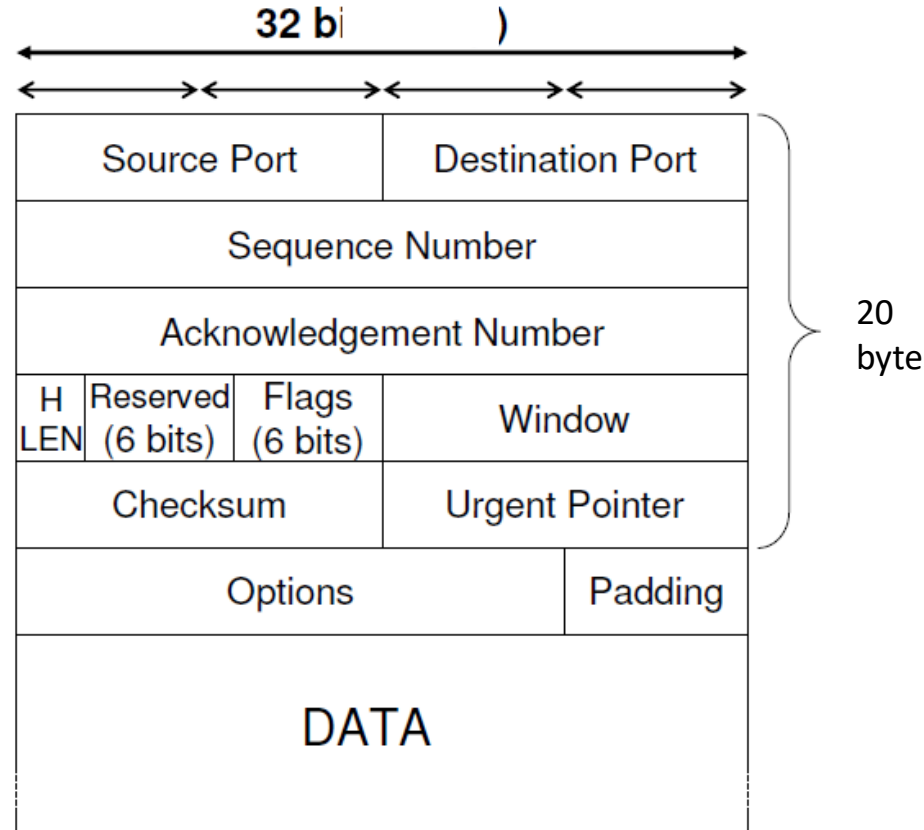 32 bi )
Source Port Destination Port
Sequence Number
Acknowledgement Number
H LEN Reserved (6 bits) Flags (6 bits) Window
Checksum Urgent Pointer
Options Padding
DATA
20
byte